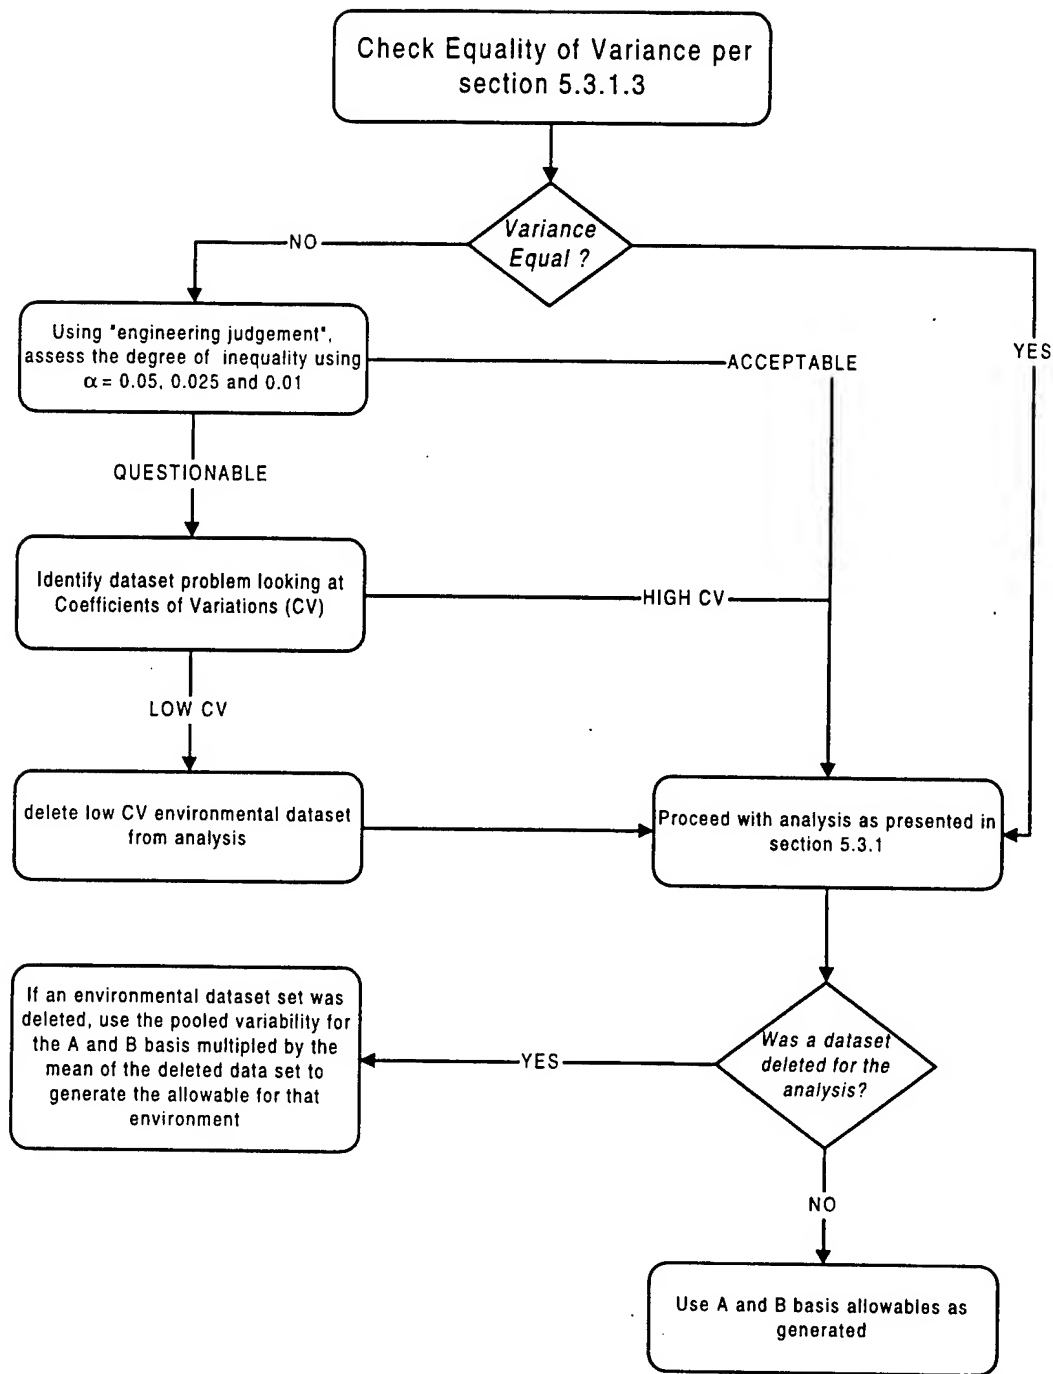 Check Equality of Variance per
section 5.3.1.3
Variance
Equal ?
NO
YES
Using "engineering judgement",
assess the degree of inequality using
α = 0.05, 0.025 and 0.01
ACCEPTABLE
QUESTIONABLE
Identify dataset problem looking at
Coefficients of Variations (CV)
HIGH CV
LOW CV
delete low CV environmental dataset
from analysis
Proceed with analysis as presented in
section 5.3.1
If an environmental dataset set was
deleted, use the pooled variability for
the A and B basis multipled by the
mean of the deleted data set to
generate the allowable for that
environment
YES
Was a dataset
deleted for the
analysis?
NO
Use A and B basis allowables as
generated